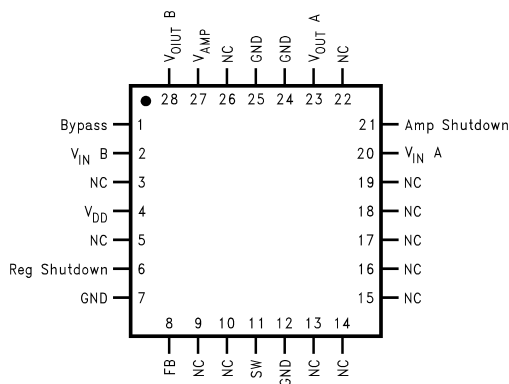 V_OIUT B
V_AMP
NC
GND
GND
V_OUT A
NC
28 27 26 25 24 23 22
Bypass 1
V_IN B 2
NC 3
V_DD 4
NC 5
Reg Shutdown 6
GND 7
21 Amp Shutdown
20 V_IN A
19 NC
18 NC
17 NC
16 NC
15 NC
8 9 10 11 12 13 14
FB
NC
NC
SW
GND
NC
NC